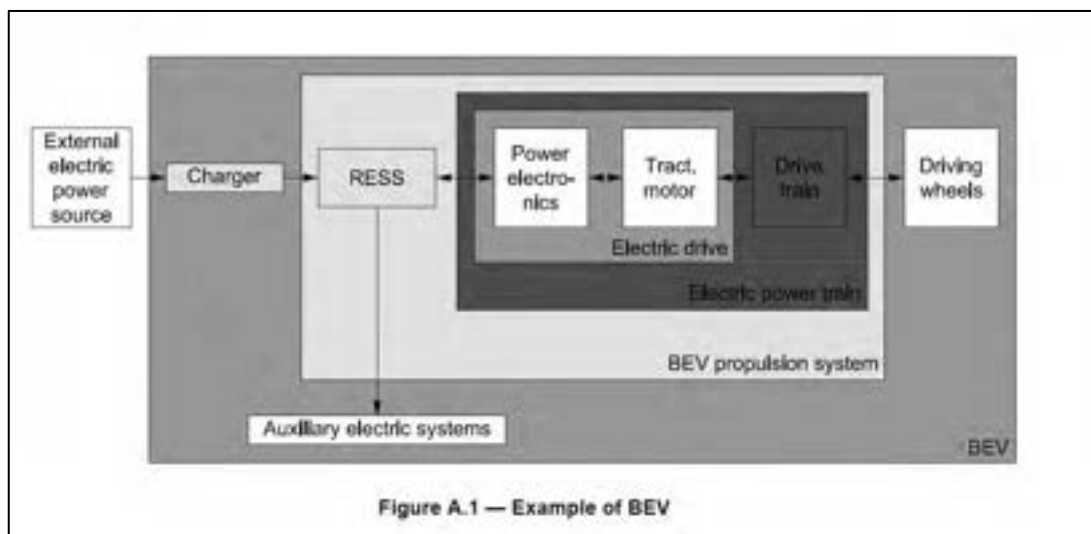 External
electric
power
source
Charger
RESS
Power
electro-
nics
Tract,
motor
Drive
train
Driving
wheels
Electric drive
Electric power train
BEV propulsion system
Auxiliary electric systems
BEV
Figure A.1 — Example of BEV